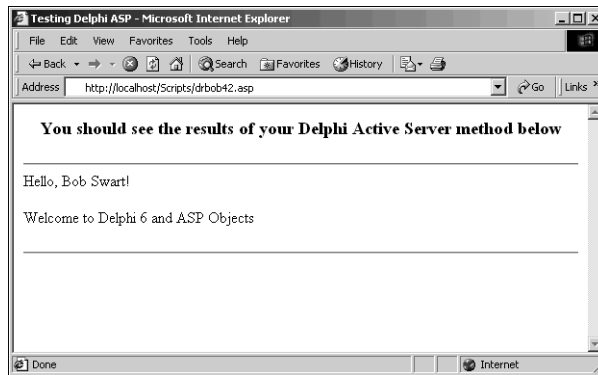 Testing Delphi ASP - Microsoft Internet Explorer
File Edit View Favorites Tools Help
Back Search Favorites History
Address http://localhost/Scripts/drbob42.asp Go Links »
You should see the results of your Delphi Active Server method below
Hello, Bob Swart!
Welcome to Delphi 6 and ASP Objects
Done Internet